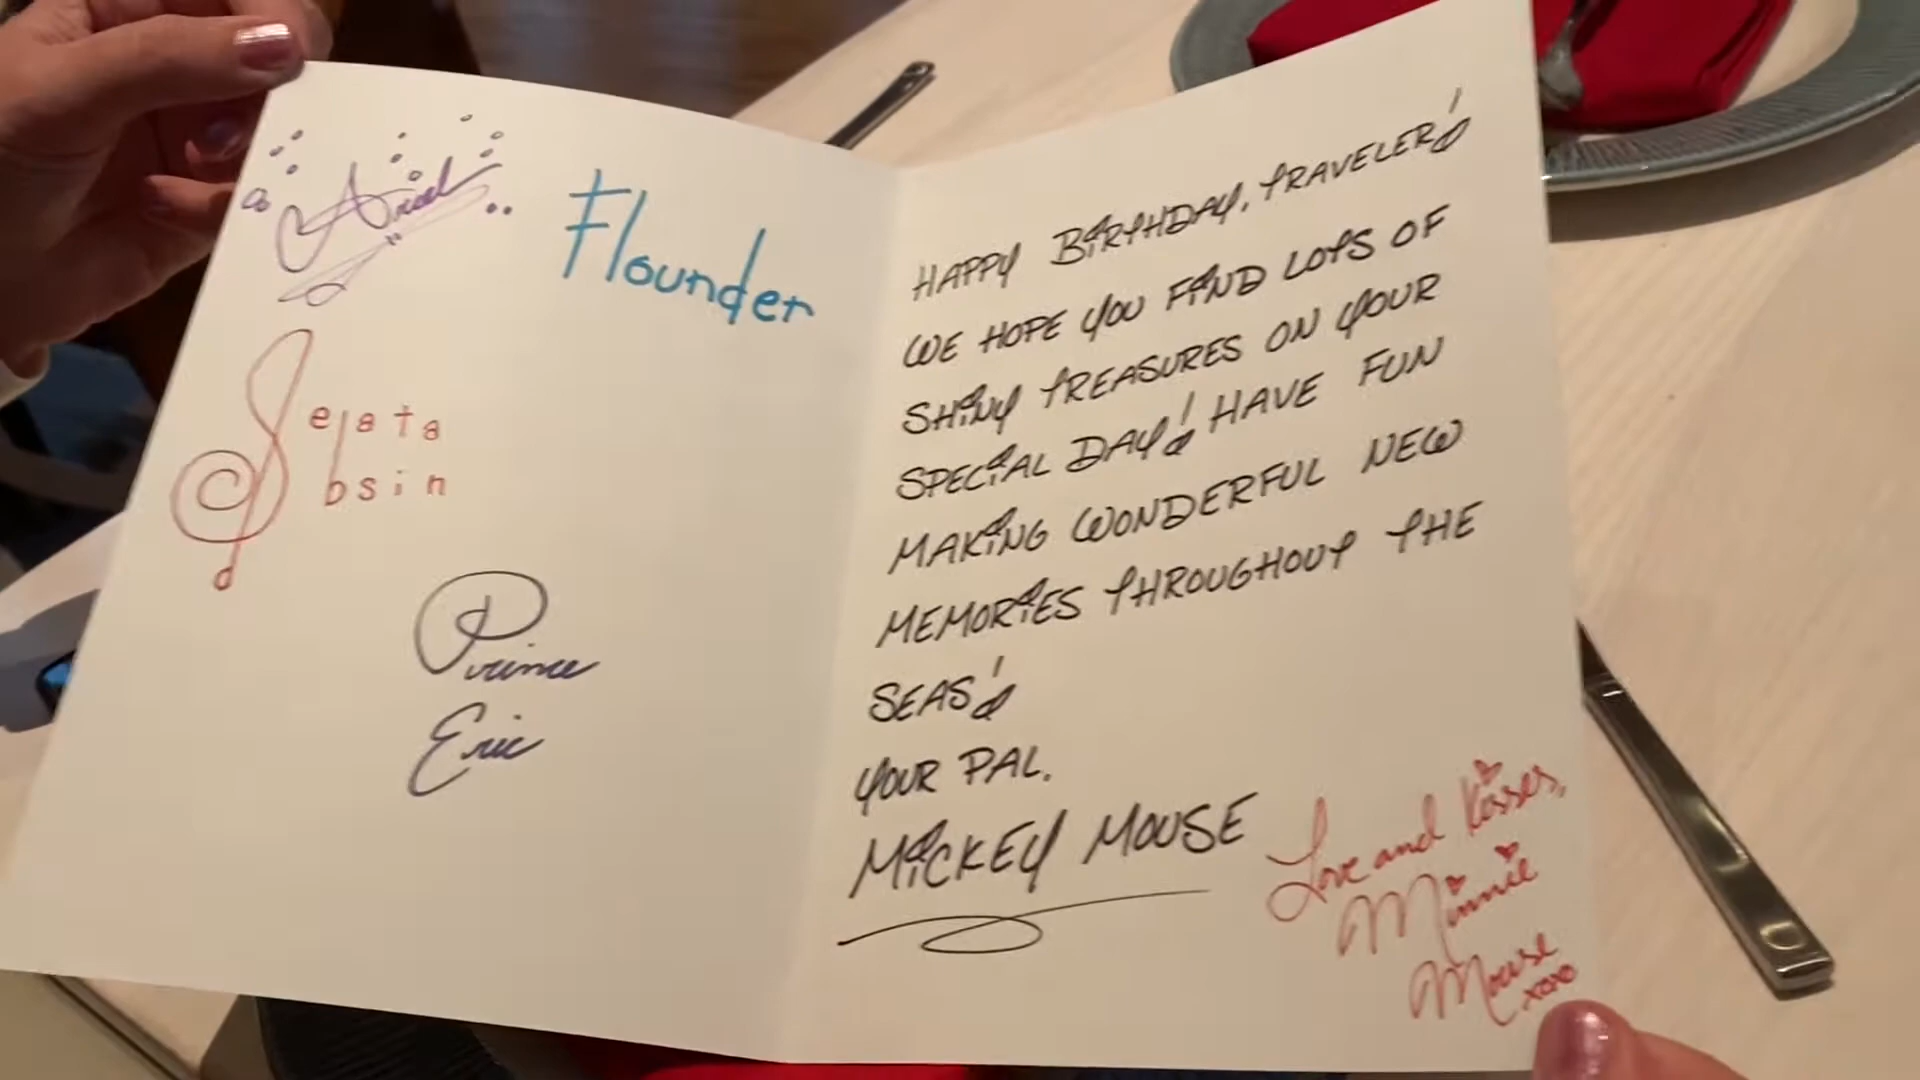 Ariel
Flounder
Sejata
bsin
Prince
Eric
HAPPY BIRTHDAY, TRAVELER!
WE HOPE YOU FIND LOTS OF
SHINY TREASURES ON YOUR
SPECIAL DAY! HAVE FUN
MAKING WONDERFUL NEW
MEMORIES THROUGHOUT THE
SEAS!
YOUR PAL,
MICKEY MOUSE
Love and Kisses,
Minnie
Mouse
xoxo